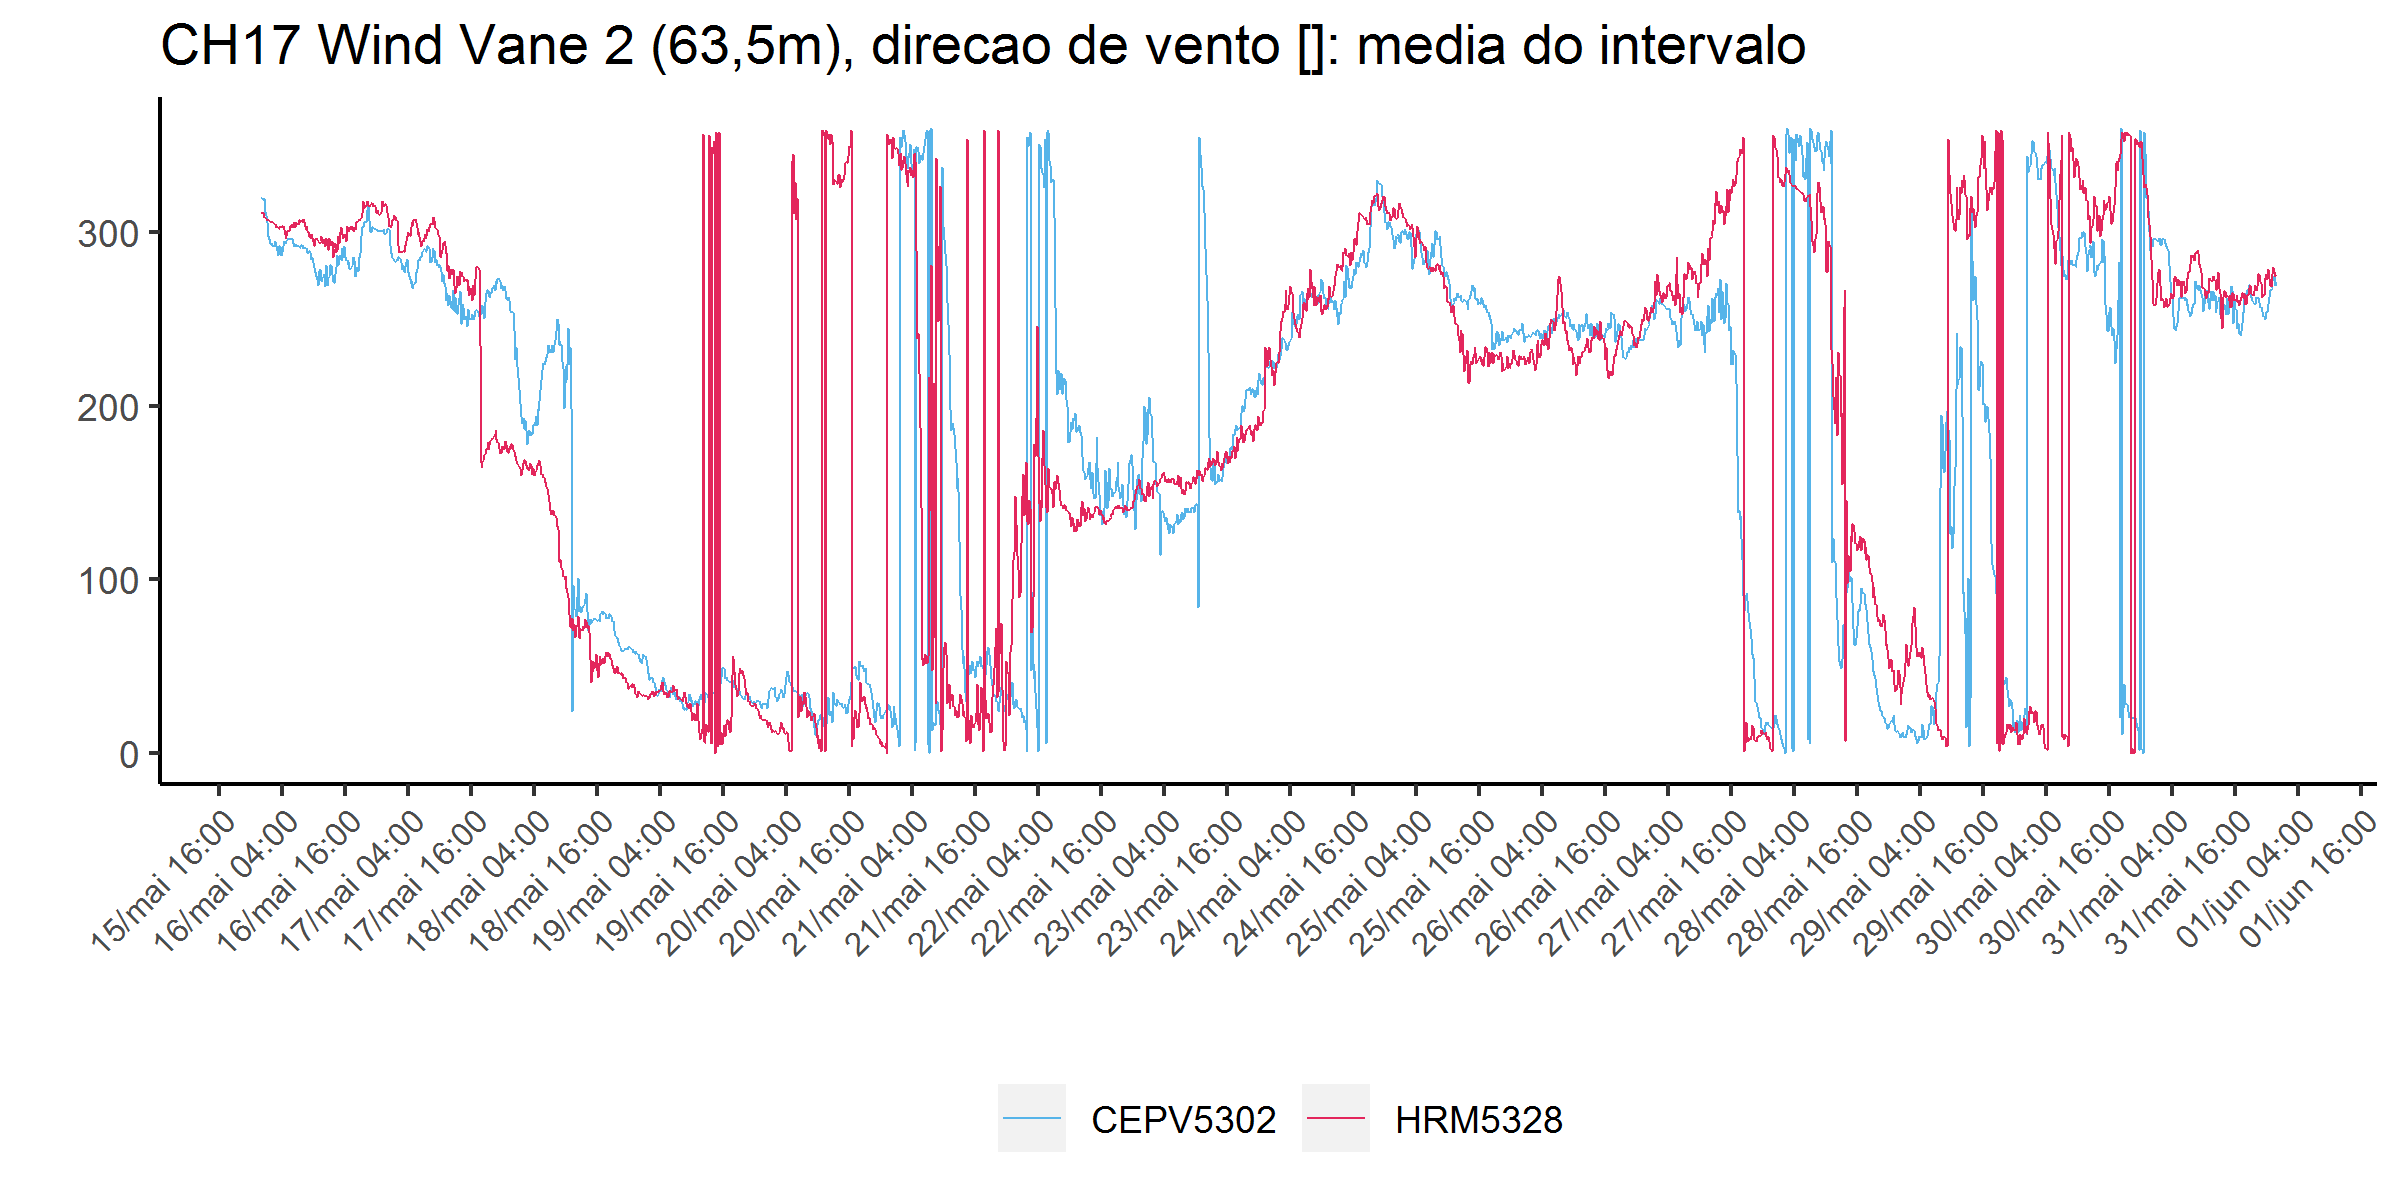 CH17 Wind Vane 2 (63,5m), direcao de vento []: media do intervalo
300
200
100
0
15/mai 16:00
16/mai 04:00
16/mai 16:00
17/mai 04:00
17/mai 16:00
18/mai 04:00
18/mai 16:00
19/mai 04:00
19/mai 16:00
20/mai 04:00
20/mai 16:00
21/mai 04:00
21/mai 16:00
22/mai 04:00
22/mai 16:00
23/mai 04:00
23/mai 16:00
24/mai 04:00
24/mai 16:00
25/mai 04:00
25/mai 16:00
26/mai 04:00
26/mai 16:00
27/mai 04:00
27/mai 16:00
28/mai 04:00
28/mai 16:00
29/mai 04:00
29/mai 16:00
30/mai 04:00
30/mai 16:00
31/mai 04:00
31/mai 16:00
01/jun 04:00
01/jun 16:00
CEPV5302 HRM5328